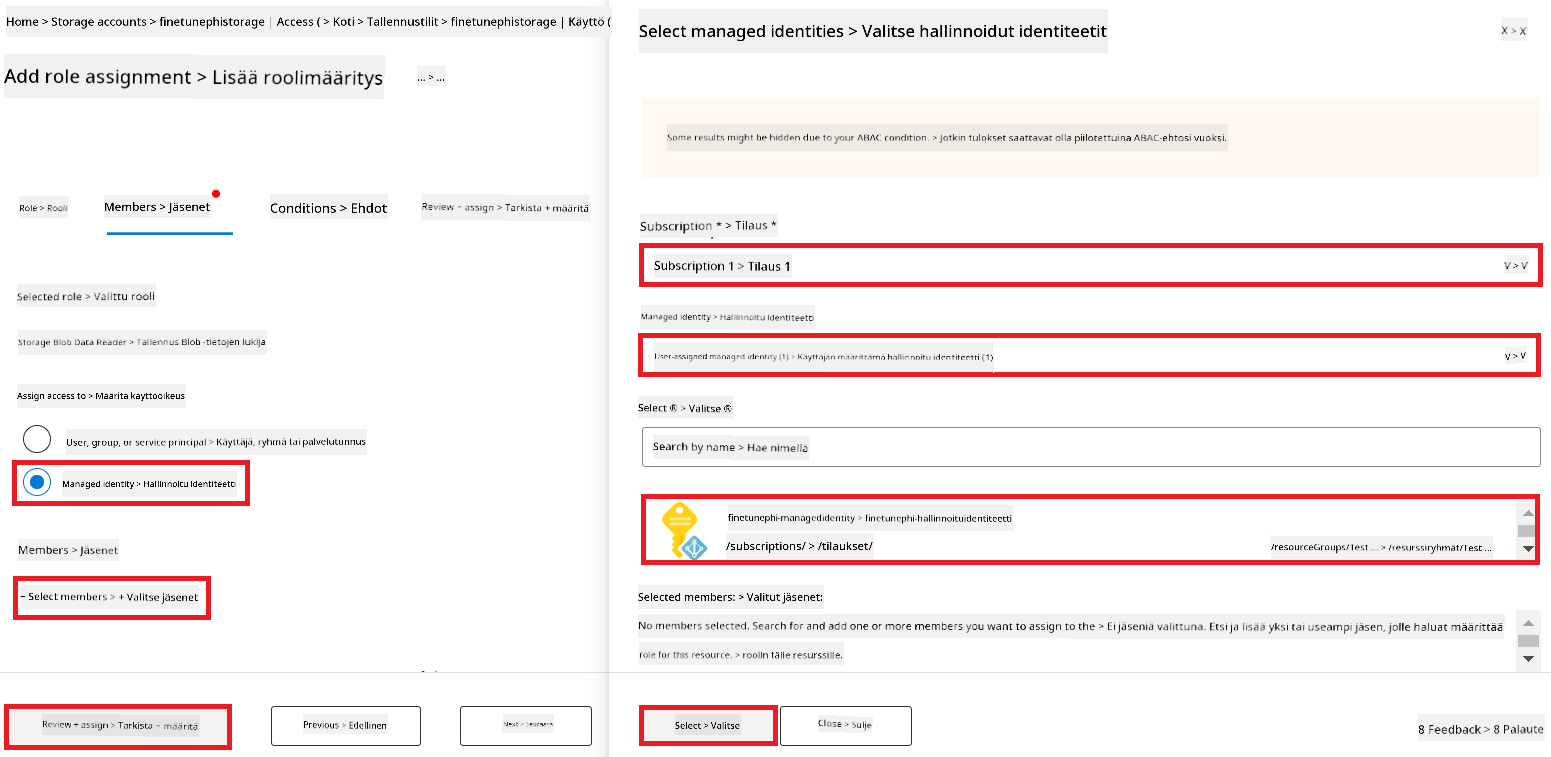 Home > Storage accounts > finetunephistorage | Access ( > Koti > Tallennustilit > finetunephistorage | Käyttö (
Add role assignment > Lisää roolimääritys
... > ...
Role > Rooli
Members > Jäsenet
Conditions > Ehdot
Review + assign > Tarkista + määritä
Selected role > Valittu rooli
Storage Blob Data Reader > Tallennus Blob -tietojen lukija
Assign access to > Määritä käyttöoikeus
User, group, or service principal > Käyttäjä, ryhmä tai palvelutunnus
Managed identity > Hallinnoitu identiteetti
Members > Jäsenet
+ Select members > + Valitse jäsenet
Review + assign > Tarkista + määritä
Previous > Edellinen
Next > Seuraava
Select managed identities > Valitse hallinnoidut identiteetit
X > X
Some results might be hidden due to your ABAC condition. > Jotkin tulokset saattavat olla piilotettuina ABAC-ehtosi vuoksi.
Subscription * > Tilaus *
Subscription 1 > Tilaus 1
V > V
Managed identity > Hallinnoitu identiteetti
User-assigned managed identity (1) > Käyttäjän määrittämä hallinnoitu identiteetti (1)
V > V
Select ® > Valitse ®
Search by name > Hae nimellä
finetunephi-managedidentity > finetunephi-hallinnoituidentiteetti
/subscriptions/ > /tilaukset/
/resourceGroups/Test ... > /resurssiryhmät/Test ...
Selected members: > Valitut jäsenet:
No members selected. Search for and add one or more members you want to assign to the > Ei jäseniä valittuna. Etsi ja lisää yksi tai useampi jäsen, jolle haluat määrittää
role for this resource. > roolin tälle resurssille.
Select > Valitse
Close > Sulje
8 Feedback > 8 Palaute